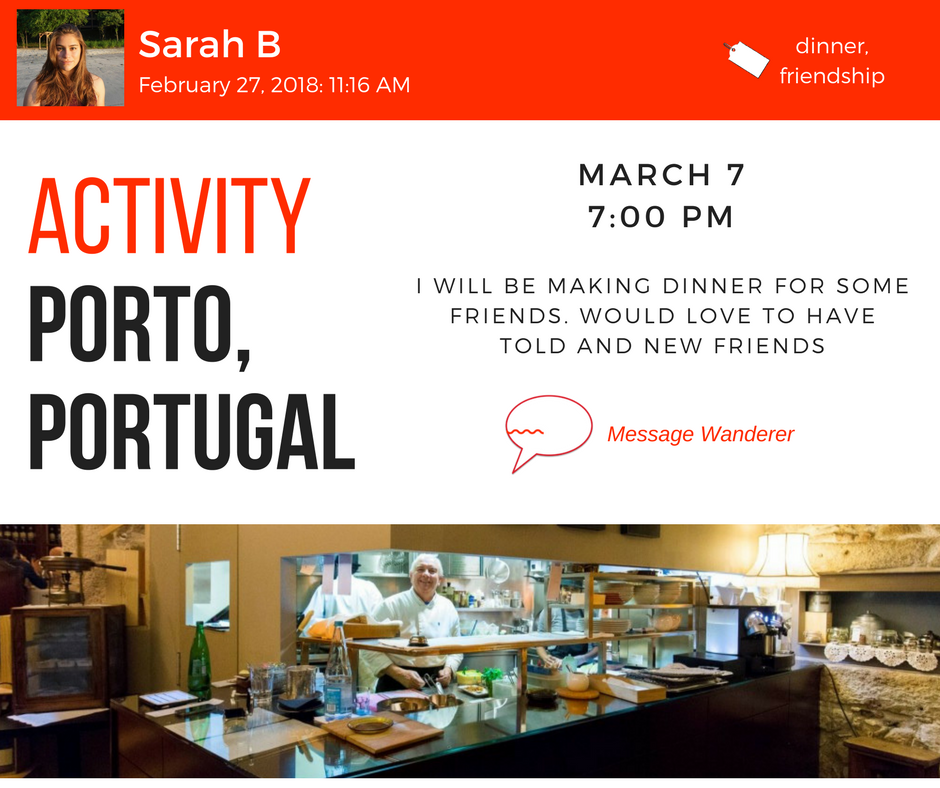 Sarah B
February 27, 2018: 11:16 AM
dinner,
friendship
ACTIVITY
PORTO,
PORTUGAL
MARCH 7
7:00 PM
I WILL BE MAKING DINNER FOR SOME
FRIENDS. WOULD LOVE TO HAVE
TOLD AND NEW FRIENDS
Message Wanderer